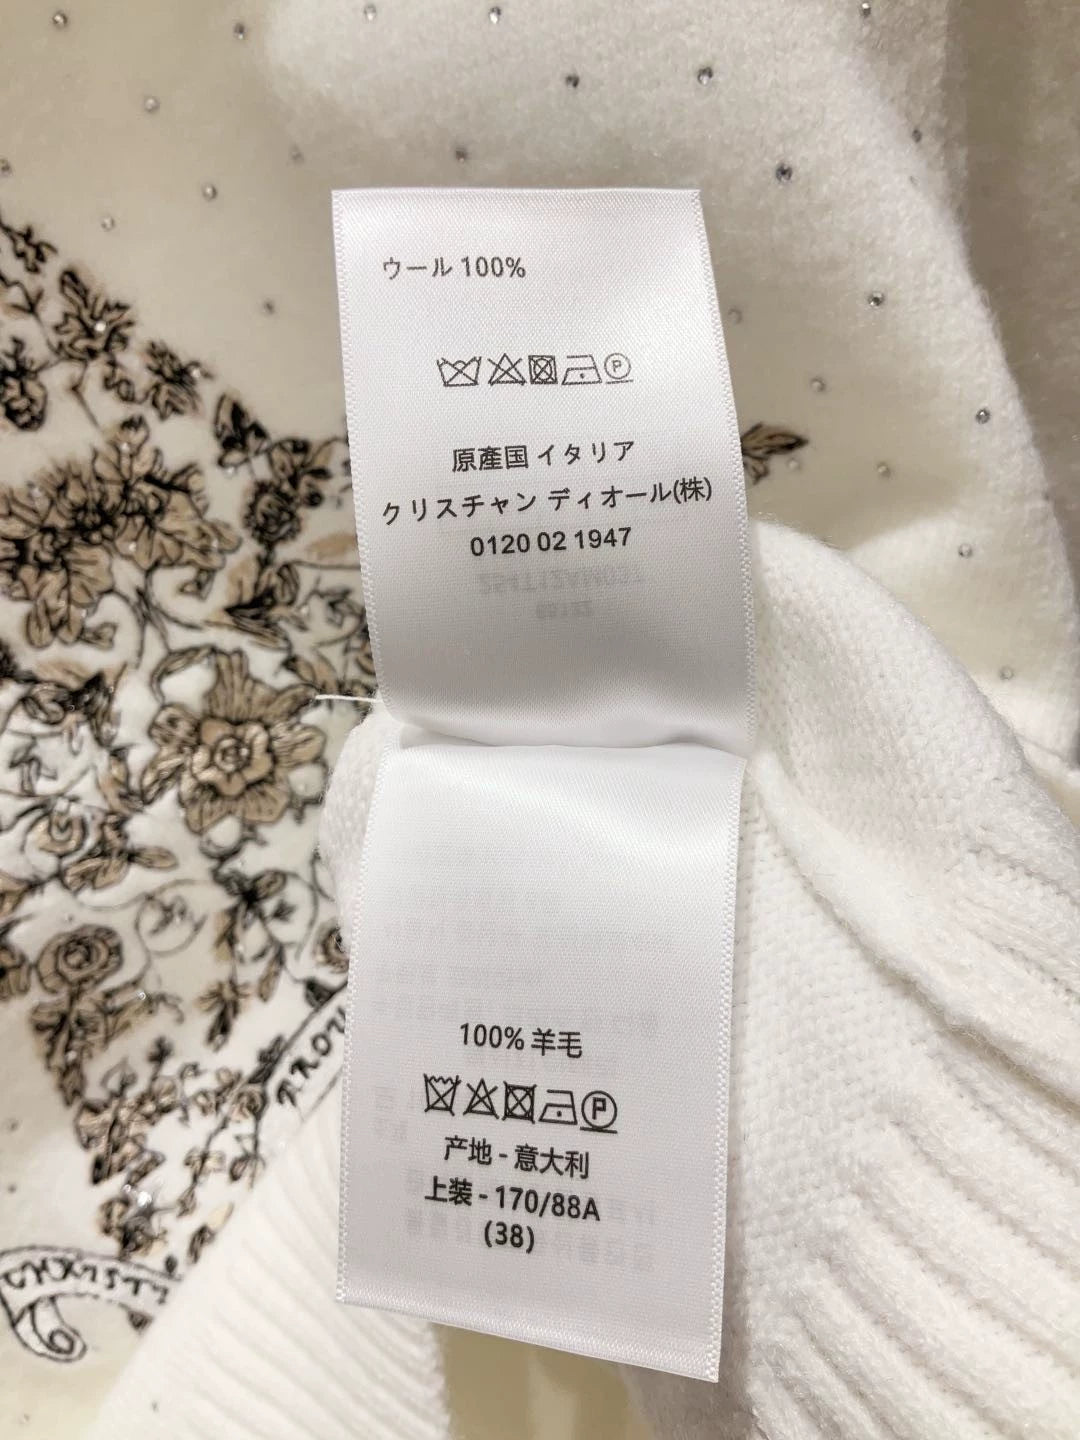 ウール 100%
原產国 イタリア
クリスチャン ディオール(株)
0120 02 1947
100% 羊毛
产地 - 意大利
上装 - 170/88A
(38)